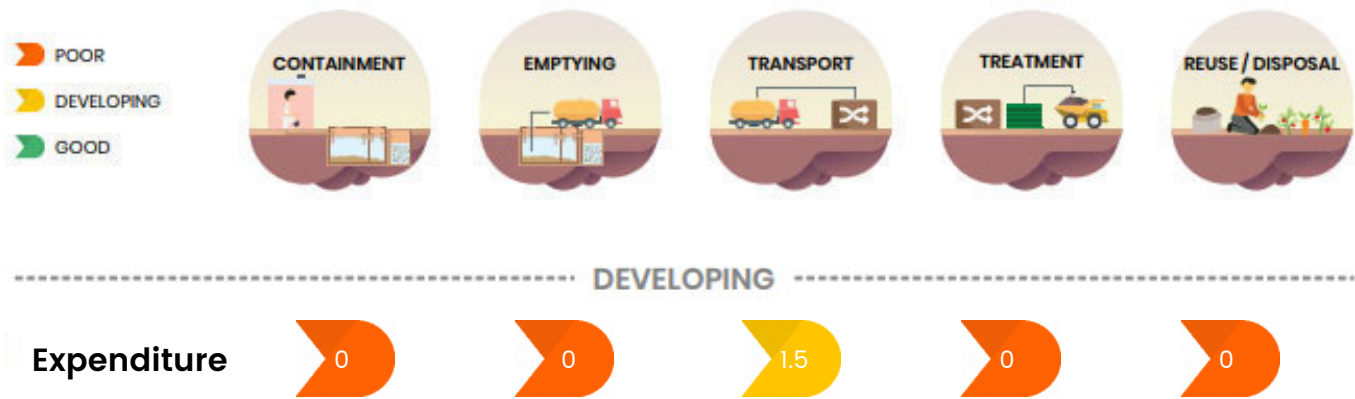 POOR
DEVELOPING
GOOD
CONTAINMENT
EMPTYING
TRANSPORT
TREATMENT
REUSE / DISPOSAL
DEVELOPING
Expenditure 0 0 1.5 0 0